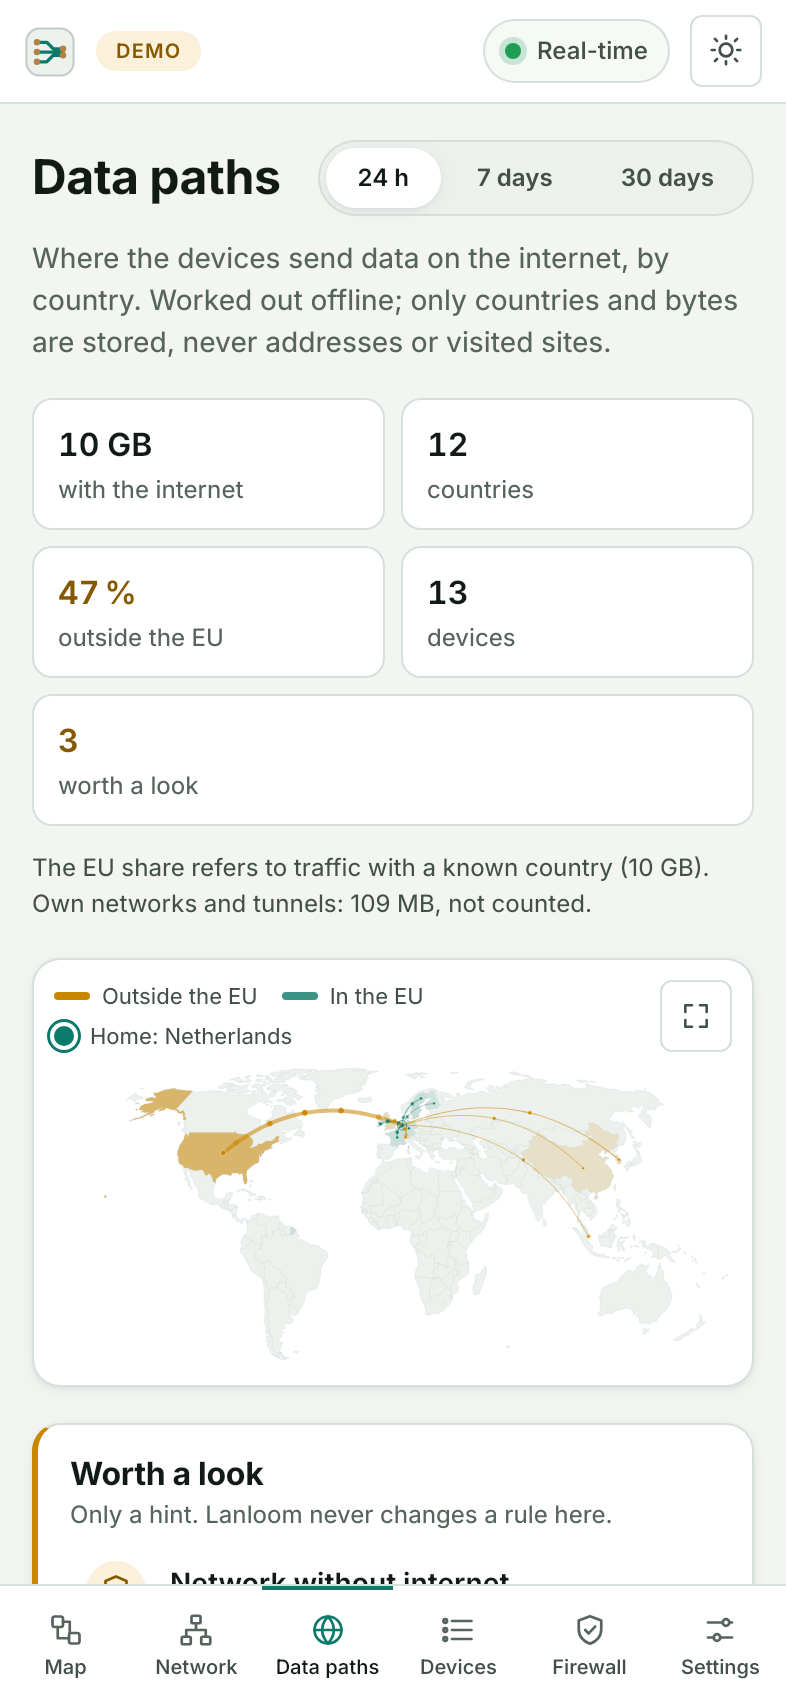 DEMO
Real-time
Data paths
24 h
7 days
30 days
Where the devices send data on the internet, by
country. Worked out offline; only countries and bytes
are stored, never addresses or visited sites.
10 GB
with the internet
12
countries
47 %
outside the EU
13
devices
3
worth a look
The EU share refers to traffic with a known country (10 GB).
Own networks and tunnels: 109 MB, not counted.
Outside the EU
In the EU
Home: Netherlands
Worth a look
Only a hint. Lanloom never changes a rule here.
Network without internet
Map
Network
Data paths
Devices
Firewall
Settings